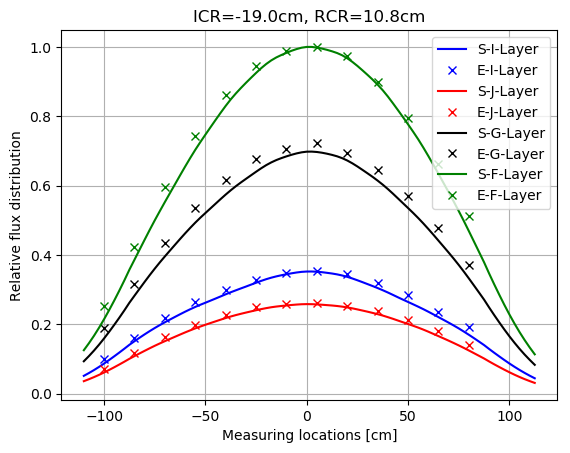 ICR=-19.0cm, RCR=10.8cm
Relative flux distribution
1.0
0.8
0.6
0.4
0.2
0.0
S-I-Layer
E-I-Layer
S-J-Layer
E-J-Layer
S-G-Layer
E-G-Layer
S-F-Layer
E-F-Layer
−100
−50
0
50
100
Measuring locations [cm]